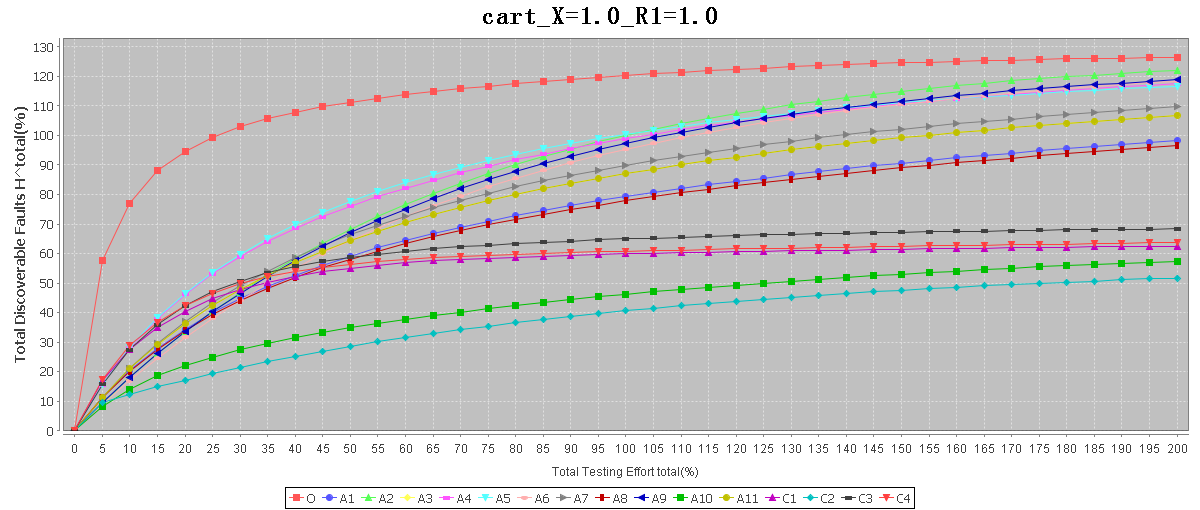 cart_X=1.0_R1=1.0
Total Discoverable Faults H^total(%)
130
120
110
100
90
80
70
60
50
40
30
20
10
0
0 5 10 15 20 25 30 35 40 45 50 55 60 65 70 75 80 85 90 95 100 105 110 115 120 125 130 135 140 145 150 155 160 165 170 175 180 185 190 195 200
Total Testing Effort total(%)
O A1 A2 A3 A4 A5 A6 A7 A8 A9 A10 A11 C1 C2 C3 C4